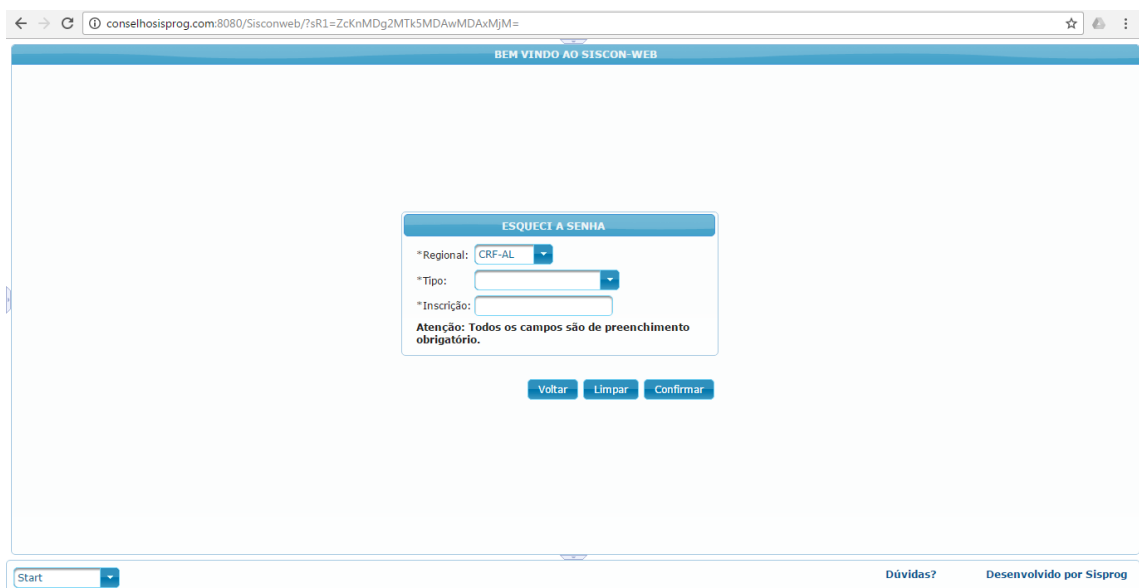 conselhosisprog.com:8080/Sisconweb/?sR1=ZcKnMDg2MTk5MDAwMDAxMjM=
BEM VINDO AO SISCON-WEB
ESQUECI A SENHA
*Regional: CRF-AL
*Tipo:
*Inscrição:
Atenção: Todos os campos são de preenchimento
obrigatório.
Voltar Limpar Confirmar
Start Dúvidas? Desenvolvido por Sisprog